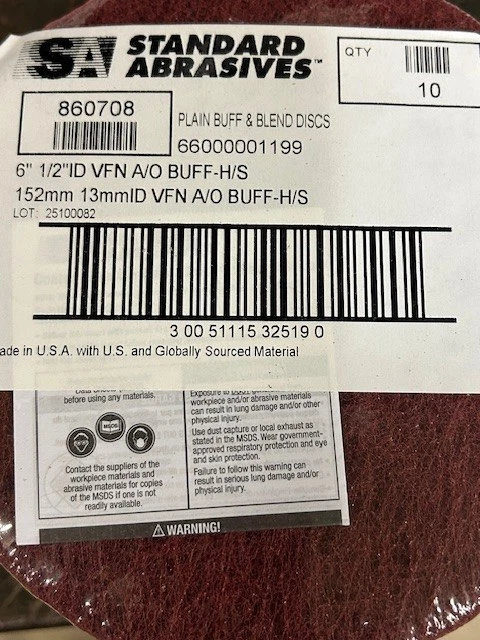 SA STANDARD ABRASIVES™
QTY
10
860708
PLAIN BUFF & BLEND DISCS
66000001199
6" 1/2"ID VFN A/O BUFF-H/S
152mm 13mmID VFN A/O BUFF-H/S
LOT: 25100082
3 00 51115 32519 0
ade in U.S.A. with U.S. and Globally Sourced Material
before using any materials.
MSDS
Contact the suppliers of the
workpiece materials and
abrasive materials for copies
of the MSDS if one is not
readily available.
Exposure to
workpiece and/or abrasive materials
can result in lung damage and/or other
physical injury.
Use dust capture or local exhaust as
stated in the MSDS. Wear government-
approved respiratory protection and eye
and skin protection.
Failure to follow this warning can
result in serious lung damage and/or
physical injury.
WARNING!